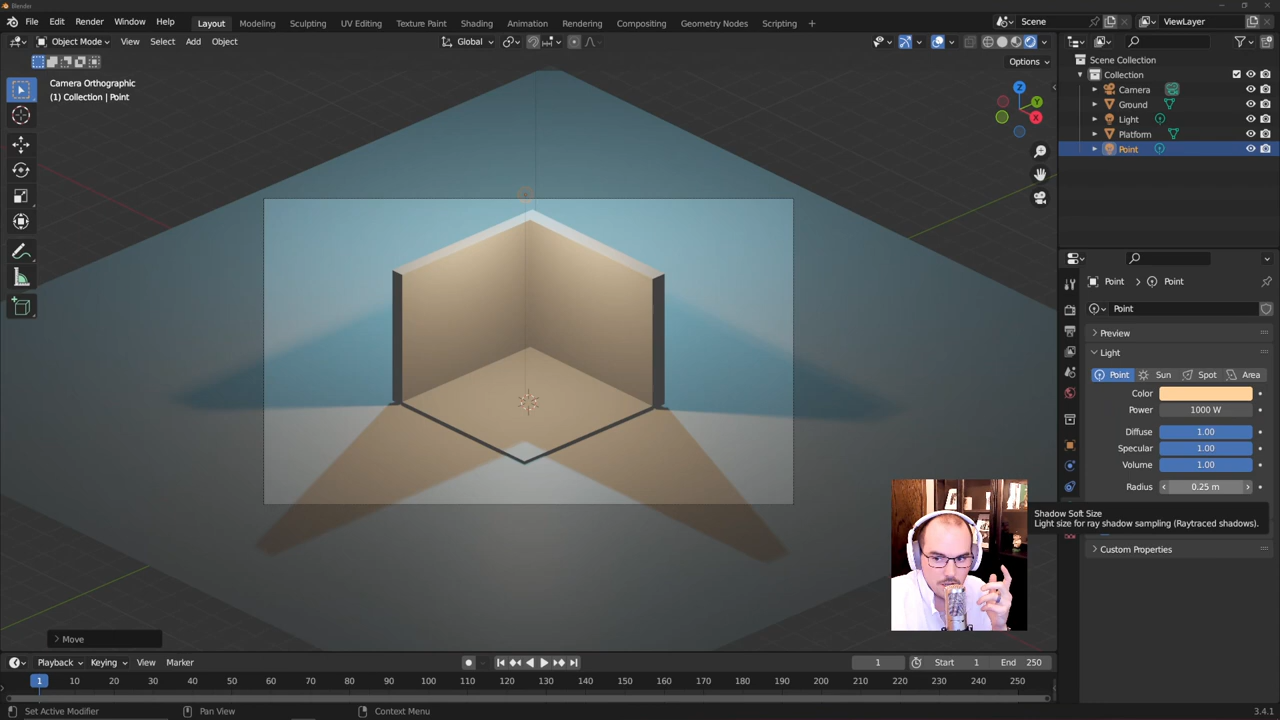 Blender
File Edit Render Window Help
Layout Modeling Sculpting UV Editing Texture Paint Shading Animation Rendering Compositing Geometry Nodes Scripting +
Scene
ViewLayer
Object Mode View Select Add Object
Global
Options
Camera Orthographic
(1) Collection | Point
Z
Y
X
Scene Collection
Collection
Camera
Ground
Light
Platform
Point
Point > Point
Point
Preview
Light
Point Sun Spot Area
Color
Power 1000 W
Diffuse 1.00
Specular 1.00
Volume 1.00
Radius 0.25 m
Shadow Soft Size
Light size for ray shadow sampling (Raytraced shadows).
Custom Properties
Move
Playback Keying View Marker
1 Start 1 End 250
1 10 20 30 40 50 60 70 80 90 100 110 120 130 140 150 160 170 180 190 200 210 220 230 240 250
Set Active Modifier Pan View Context Menu 3.4.1